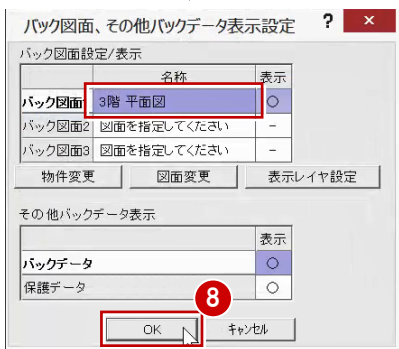 バック図面、その他バックデータ表示設定 ? ×
バック図面設定/表示
名称 表示
バック図面 3階 平面図 ○
バック図面2 図面を指定してください −
バック図面3 図面を指定してください −
物件変更 図面変更 表示レイヤ設定
その他バックデータ表示
表示
バックデータ ○
保護データ ○
8
OK キャンセル